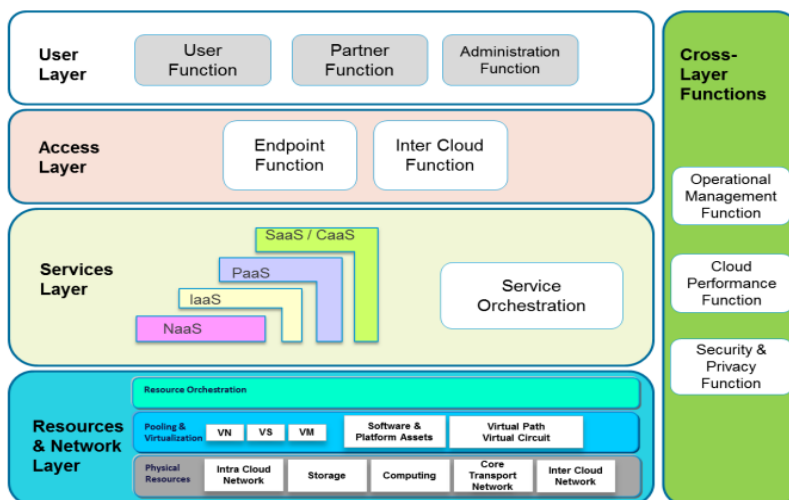 User
Layer
User
Function
Partner
Function
Administration
Function
Access
Layer
Endpoint
Function
Inter Cloud
Function
Services
Layer
SaaS / CaaS
PaaS
IaaS
NaaS
Service
Orchestration
Resources
& Network
Layer
Resource Orchestration
Pooling &
Virtualization
VN
VS
VM
Software &
Platform Assets
Virtual Path
Virtual Circuit
Physical
Resources
Intra Cloud
Network
Storage
Computing
Core
Transport
Network
Inter Cloud
Network
Cross-
Layer
Functions
Operational
Management
Function
Cloud
Performance
Function
Security &
Privacy
Function